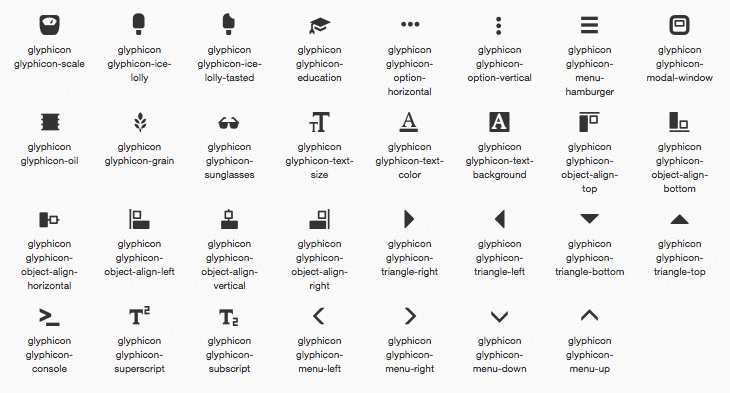 glyphicon
glyphicon-scale
glyphicon
glyphicon-ice-
lolly
glyphicon
glyphicon-ice-
lolly-tasted
glyphicon
glyphicon-
education
glyphicon
glyphicon-
option-
horizontal
glyphicon
glyphicon-
option-vertical
glyphicon
glyphicon-
menu-
hamburger
glyphicon
glyphicon-
modal-window
glyphicon
glyphicon-oil
glyphicon
glyphicon-grain
glyphicon
glyphicon-
sunglasses
glyphicon
glyphicon-text-
size
glyphicon
glyphicon-text-
color
glyphicon
glyphicon-text-
background
glyphicon
glyphicon-
object-align-
top
glyphicon
glyphicon-
object-align-
bottom
glyphicon
glyphicon-
object-align-
horizontal
glyphicon
glyphicon-
object-align-left
glyphicon
glyphicon-
object-align-
vertical
glyphicon
glyphicon-
object-align-
right
glyphicon
glyphicon-
triangle-right
glyphicon
glyphicon-
triangle-left
glyphicon
glyphicon-
triangle-bottom
glyphicon
glyphicon-
triangle-top
glyphicon
glyphicon-
console
glyphicon
glyphicon-
superscript
glyphicon
glyphicon-
subscript
glyphicon
glyphicon-
menu-left
glyphicon
glyphicon-
menu-right
glyphicon
glyphicon-
menu-down
glyphicon
glyphicon-
menu-up